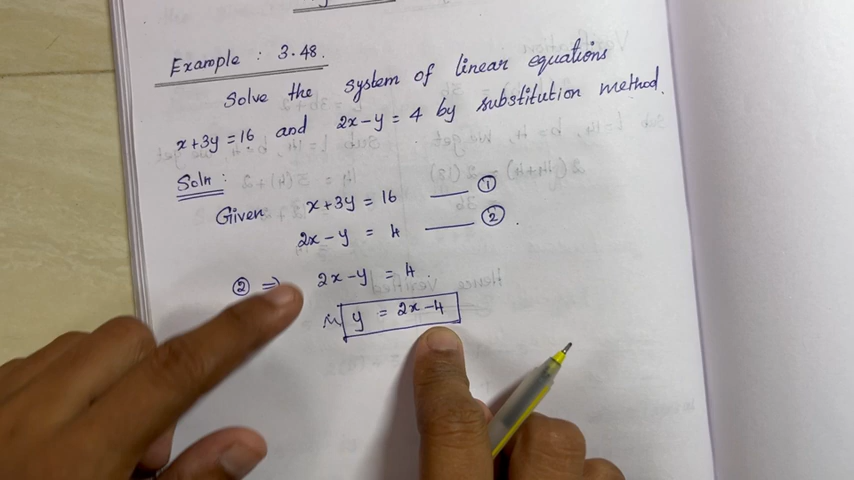 Example : 3.48.
Solve the system of linear equations
x+3y = 16 and 2x-y = 4 by substitution method.
Soln :
Given x+3y = 16 —— ①
2x-y = 4 —— ②.
② ⇒ 2x-y = 4.
y = 2x-4